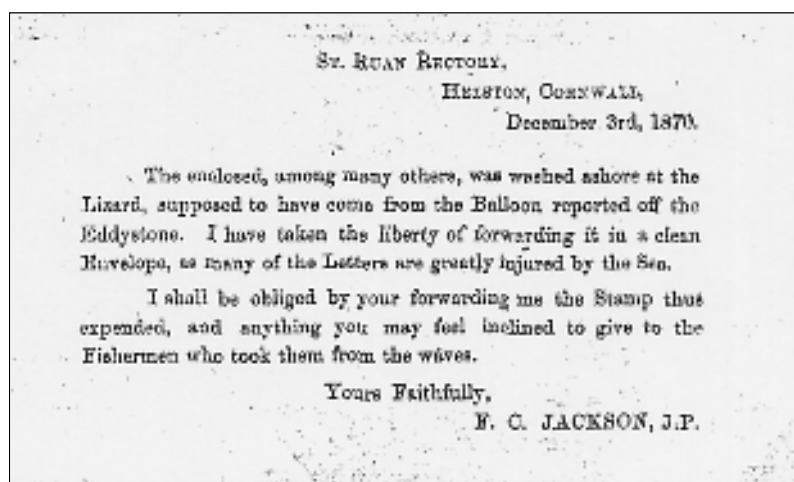 St. Ruan Rectory,
Helston, Cornwall,
December 3rd, 1870.
The enclosed, among many others, was washed ashore at the
Lizard, supposed to have come from the Balloon reported off the
Eddystone. I have taken the liberty of forwarding it in a clean
Envelope, as many of the Letters are greatly injured by the Sea.
I shall be obliged by your forwarding me the Stamp thus
expended, and anything you may feel inclined to give to the
Fishermen who took them from the waves.
Yours Faithfully,
F. C. JACKSON, J.P.